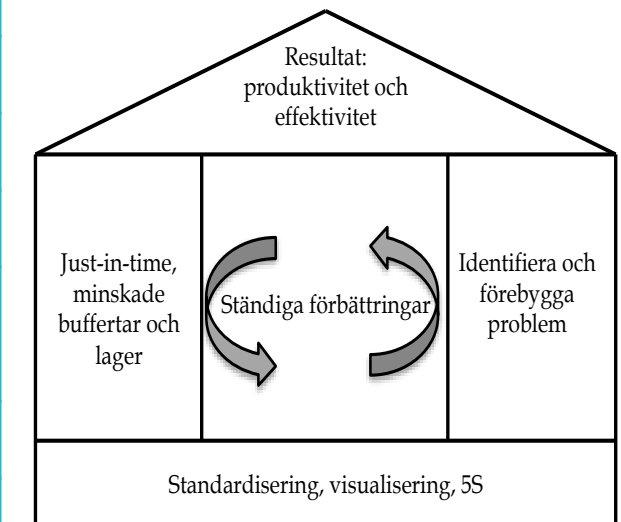 Resultat:
produktivitet och
effektivitet
Just-in-time,
minskade
buffertar och
lager
Ständiga förbättringar
Identifiera och
förebygga
problem
Standardisering, visualisering, 5S